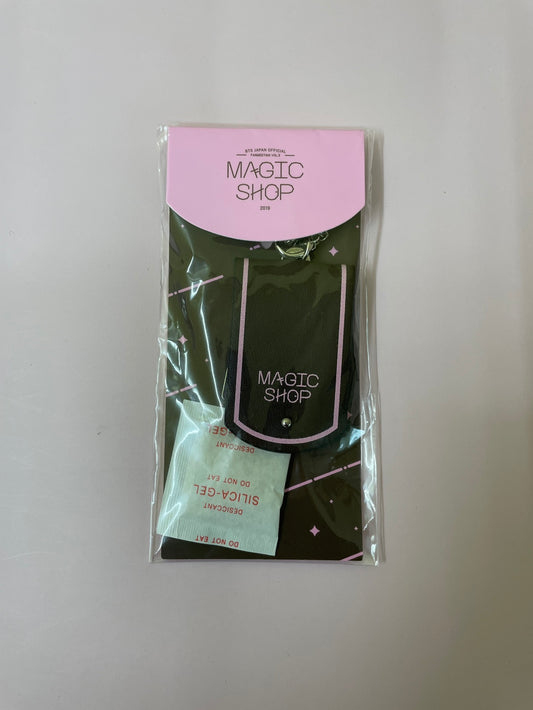 BTS JAPAN OFFICIAL
FANMEETING VOL.5
MAGIC
SHOP
2019
MAGIC
SHOP
-GEL
DESICCANT
DO NOT EAT
SILICA-GEL
DESICCANT
DO NOT EAT